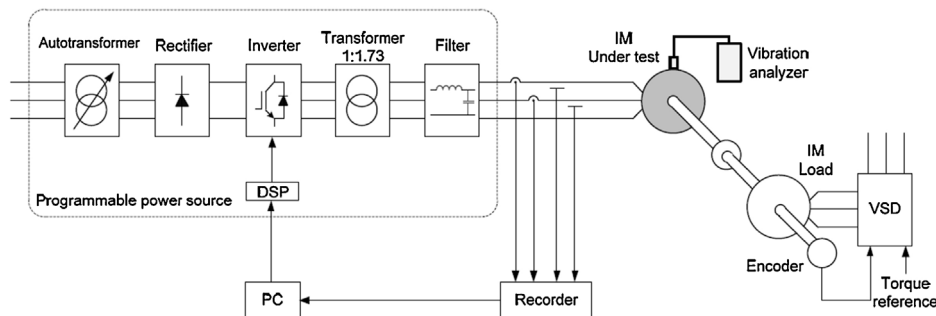 Autotransformer
Rectifier
Inverter
Transformer
1:1.73
Filter
IM
Under test
Vibration
analyzer
DSP
Programmable power source
IM
Load
VSD
Encoder
Torque
reference
PC
Recorder